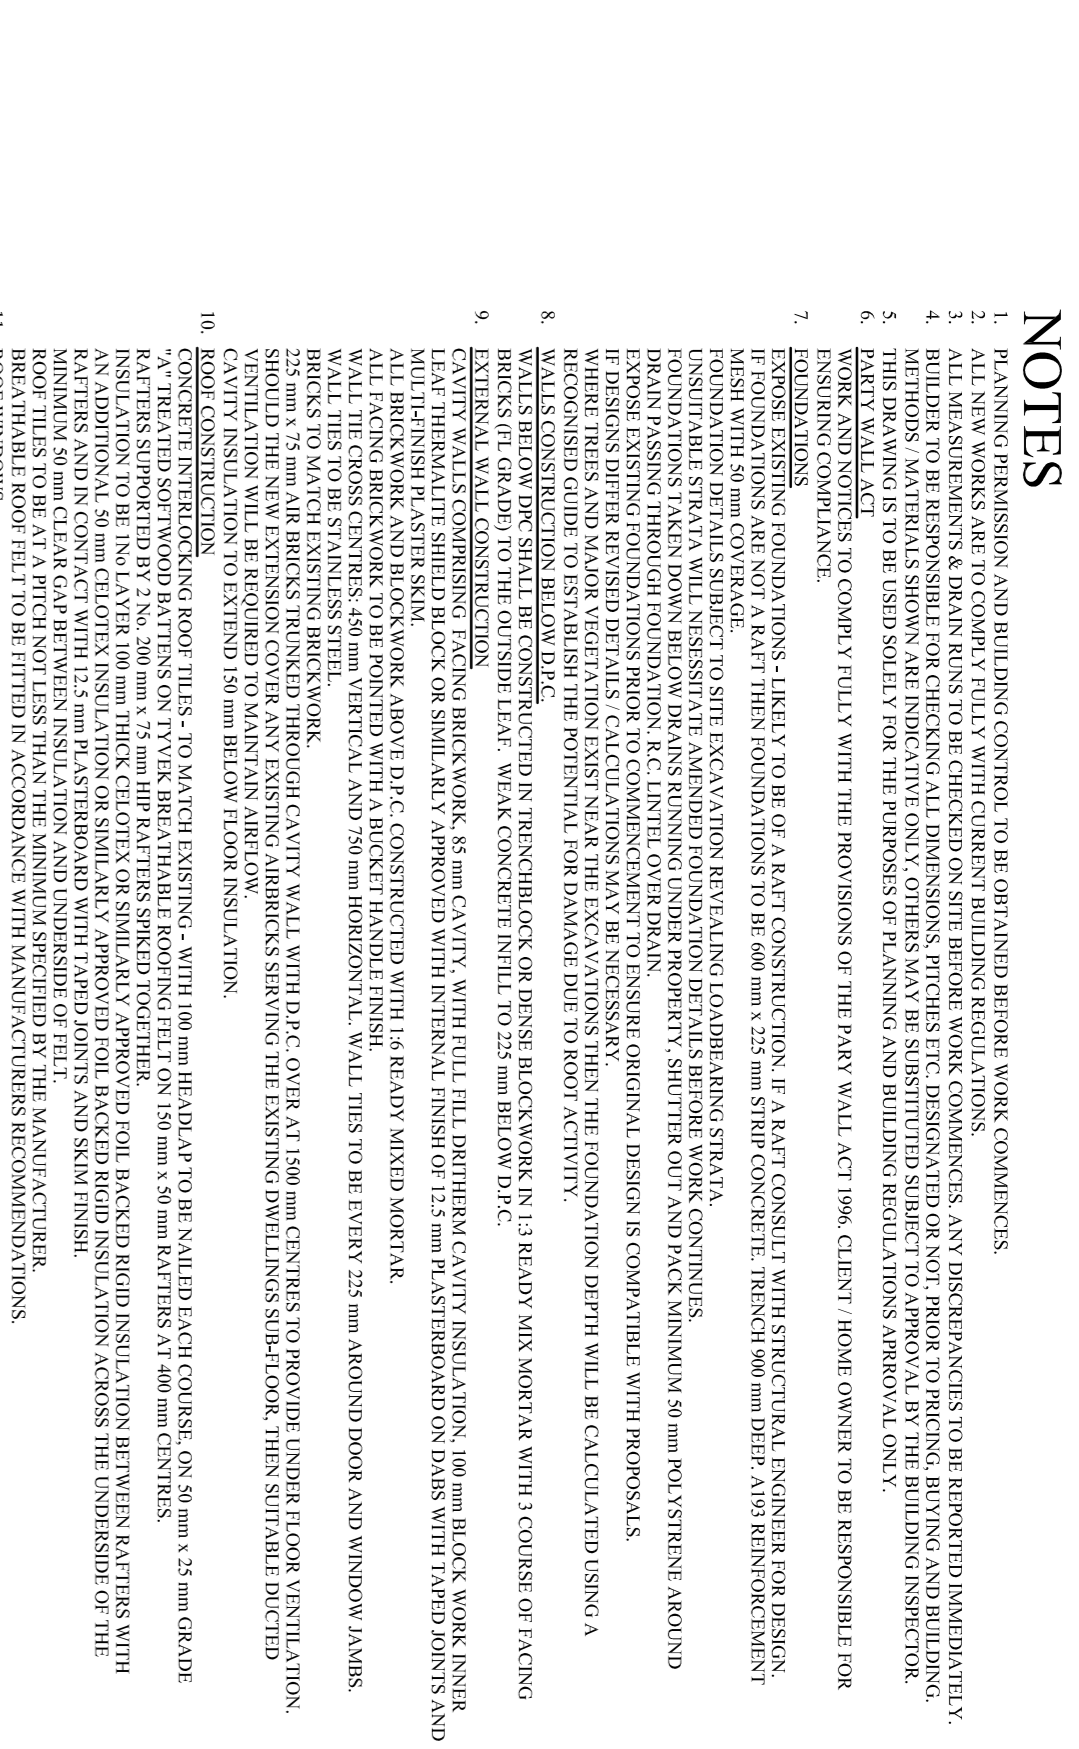 NOTES
1. PLANNING PERMISSION AND BUILDING CONTROL TO BE OBTAINED BEFORE WORK COMMENCES.
2. ALL NEW WORKS ARE TO COMPLY FULLY WITH CURRENT BUILDING REGULATIONS.
3. ALL MEASUREMENTS & DRAIN RUNS TO BE CHECKED ON SITE BEFORE WORK COMMENCES. ANY DISCREPANCIES TO BE REPORTED IMMEDIATELY.
4. BUILDER TO BE RESPONSIBLE FOR CHECKING ALL DIMENSIONS, PITCHES ETC. DESIGNATED OR NOT, PRIOR TO PRICING, BUYING AND BUILDING.
METHODS / MATERIALS SHOWN ARE INDICATIVE ONLY, OTHERS MAY BE SUBSTITUTED SUBJECT TO APPROVAL BY THE BUILDING INSPECTOR.
5. THIS DRAWING IS TO BE USED SOLELY FOR THE PURPOSES OF PLANNING AND BUILDING REGULATIONS APRROVAL ONLY.
6. PARTY WALL ACT
WORK AND NOTICES TO COMPLY FULLY WITH THE PROVISIONS OF THE PARY WALL ACT 1996. CLIENT / HOME OWNER TO BE RESPONSIBLE FOR
ENSURING COMPLIANCE.
7. FOUNDATIONS
EXPOSE EXISTING FOUNDATIONS - LIKELY TO BE OF A RAFT CONSTRUCTION. IF A RAFT CONSULT WITH STRUCTURAL ENGINEER FOR DESIGN.
IF FOUNDATIONS ARE NOT A RAFT THEN FOUNDATIONS TO BE 600 mm x 225 mm STRIP CONCRETE. TRENCH 900 mm DEEP. A193 REINFORCEMENT
MESH WITH 50 mm COVERAGE.
FOUNDATION DETAILS SUBJECT TO SITE EXCAVATION REVEALING LOADBEARING STRATA.
UNSUITABLE STRATA WILL NESESSITATE AMENDED FOUNDATION DETAILS BEFORE WORK CONTINUES.
FOUNDATIONS TAKEN DOWN BELOW DRAINS RUNNING UNDER PROPERTY, SHUTTER OUT AND PACK MINIMUM 50 mm POLYSTRENE AROUND
DRAIN PASSING THROUGH FOUNDATION. R.C. LINTEL OVER DRAIN.
EXPOSE EXISTING FOUNDATIONS PRIOR TO COMMENCEMENT TO ENSURE ORIGINAL DESIGN IS COMPATIBLE WITH PROPOSALS.
IF DESIGNS DIFFER REVISED DETAILS / CALCULATIONS MAY BE NECESSARY.
WHERE TREES AND MAJOR VEGETATION EXIST NEAR THE EXCAVATIONS THEN THE FOUNDATION DEPTH WILL BE CALCULATED USING A
RECOGNISED GUIDE TO ESTABLISH THE POTENTIAL FOR DAMAGE DUE TO ROOT ACTIVITY.
8. WALLS CONSTRUCTION BELOW D.P.C.
WALLS BELOW DPC SHALL BE CONSTRUCTED IN TRENCHBLOCK OR DENSE BLOCKWORK IN 1:3 READY MIX MORTAR WITH 3 COURSE OF FACING
BRICKS (FL GRADE) TO THE OUTSIDE LEAF. WEAK CONCRETE INFILL TO 225 mm BELOW D.P.C.
9. EXTERNAL WALL CONSTRUCTION
CAVITY WALLS COMPRISING FACING BRICKWORK, 85 mm CAVITY, WITH FULL FILL DRITHERM CAVITY INSULATION, 100 mm BLOCK WORK INNER
LEAF THERMALITE SHIELD BLOCK OR SIMILARLY APPROVED WITH INTERNAL FINISH OF 12.5 mm PLASTERBOARD ON DABS WITH TAPED JOINTS AND
MULTI-FINISH PLASTER SKIM.
ALL BRICKWORK AND BLOCKWORK ABOVE D.P.C. CONSTRUCTED WITH 1:6 READY MIXED MORTAR.
ALL FACING BRICKWORK TO BE POINTED WITH A BUCKET HANDLE FINISH.
WALL TIE CROSS CENTRES: 450 mm VERTICAL AND 750 mm HORIZONTAL. WALL TIES TO BE EVERY 225 mm AROUND DOOR AND WINDOW JAMBS.
WALL TIES TO BE STAINLESS STEEL.
BRICKS TO MATCH EXISTING BRICKWORK.
225 mm x 75 mm AIR BRICKS TRUNKED THROUGH CAVITY WALL WITH D.P.C. OVER AT 1500 mm CENTRES TO PROVIDE UNDER FLOOR VENTILATION.
SHOULD THE NEW EXTENSION COVER ANY EXISTING AIRBRICKS SERVING THE EXISTING DWELLINGS SUB-FLOOR, THEN SUITABLE DUCTED
VENTILATION WILL BE REQUIRED TO MAINTAIN AIRFLOW.
CAVITY INSULATION TO EXTEND 150 mm BELOW FLOOR INSULATION.
10. ROOF CONSTRUCTION
CONCRETE INTERLOCKING ROOF TILES - TO MATCH EXISTING - WITH 100 mm HEADLAP TO BE NAILED EACH COURSE, ON 50 mm x 25 mm GRADE
"A" TREATED SOFTWOOD BATTENS ON TYVEK BREATHABLE ROOFING FELT ON 150 mm x 50 mm RAFTERS AT 400 mm CENTRES.
RAFTERS SUPPORTED BY 2 No. 200 mm x 75 mm HIP RAFTERS SPIKED TOGETHER.
INSULATION TO BE 1No LAYER 100 mm THICK CELOTEX OR SIMILARLY APPROVED FOIL BACKED RIGID INSULATION BETWEEN RAFTERS WITH
AN ADDITIONAL 50 mm CELOTEX INSULATION OR SIMILARLY APPROVED FOIL BACKED RIGID INSULATION ACROSS THE UNDERSIDE OF THE
RAFTERS AND IN CONTACT WITH 12.5 mm PLASTERBOARD WITH TAPED JOINTS AND SKIM FINISH.
MINIMUM 50 mm CLEAR GAP BETWEEN INSULATION AND UNDERSIDE OF FELT.
ROOF TILES TO BE AT A PITCH NOT LESS THAN THE MINIMUM SPECIFIED BY THE MANUFACTURER.
BREATHABLE ROOF FELT TO BE FITTED IN ACCORDANCE WITH MANUFACTURERS RECOMMENDATIONS.